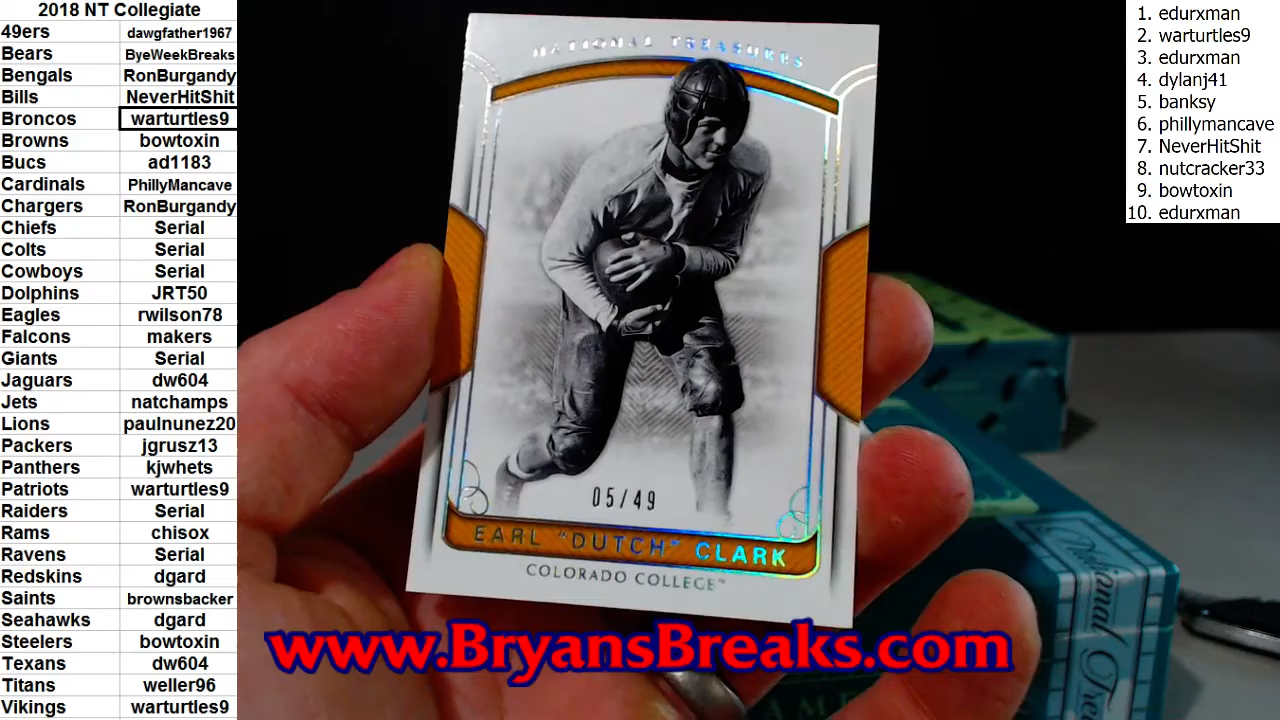 2018 NT Collegiate
49ers dawgfather1967
Bears ByeWeekBreaks
Bengals RonBurgandy
Bills NeverHitShit
Broncos warturtles9
Browns bowtoxin
Bucs ad1183
Cardinals PhillyMancave
Chargers RonBurgandy
Chiefs Serial
Colts Serial
Cowboys Serial
Dolphins JRT50
Eagles rwilson78
Falcons makers
Giants Serial
Jaguars dw604
Jets natchamps
Lions paulnunez20
Packers jgrusz13
Panthers kjwhets
Patriots warturtles9
Raiders Serial
Rams chisox
Ravens Serial
Redskins dgard
Saints brownsbacker
Seahawks dgard
Steelers bowtoxin
Texans dw604
Titans weller96
Vikings warturtles9
NATIONAL TREASURES
05/49
EARL "DUTCH" CLARK
COLORADO COLLEGE™
www.BryansBreaks.com
1. edurxman
2. warturtles9
3. edurxman
4. dylanj41
5. banksy
6. phillymancave
7. NeverHitShit
8. nutcracker33
9. bowtoxin
10. edurxman